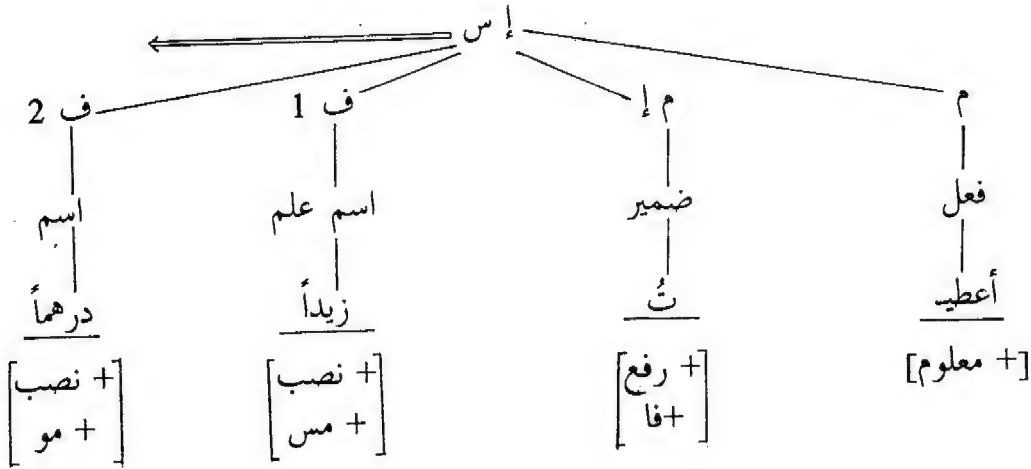 إ س
م م إ ف 1 ف 2
فعل ضمير اسم علم اسم
أعطيـ تُ زيداً درهماً
[+ معلوم] [+ رفع [+ نصب [+ نصب
+فا] + مس] + مو]